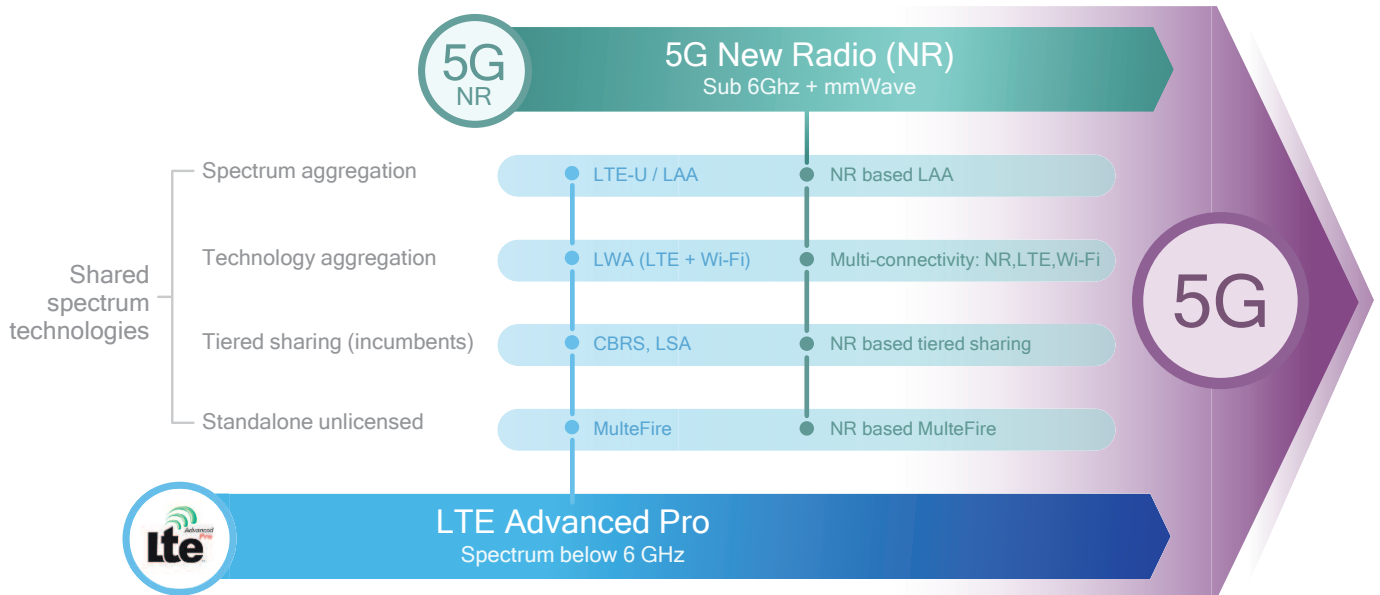 5G
NR
5G New Radio (NR)
Sub 6Ghz + mmWave
Shared
spectrum
technologies
Spectrum aggregation
LTE-U / LAA
NR based LAA
Technology aggregation
LWA (LTE + Wi-Fi)
Multi-connectivity: NR,LTE,Wi-Fi
Tiered sharing (incumbents)
CBRS, LSA
NR based tiered sharing
Standalone unlicensed
MulteFire
NR based MulteFire
5G
Lte
Advanced
Pro
LTE Advanced Pro
Spectrum below 6 GHz